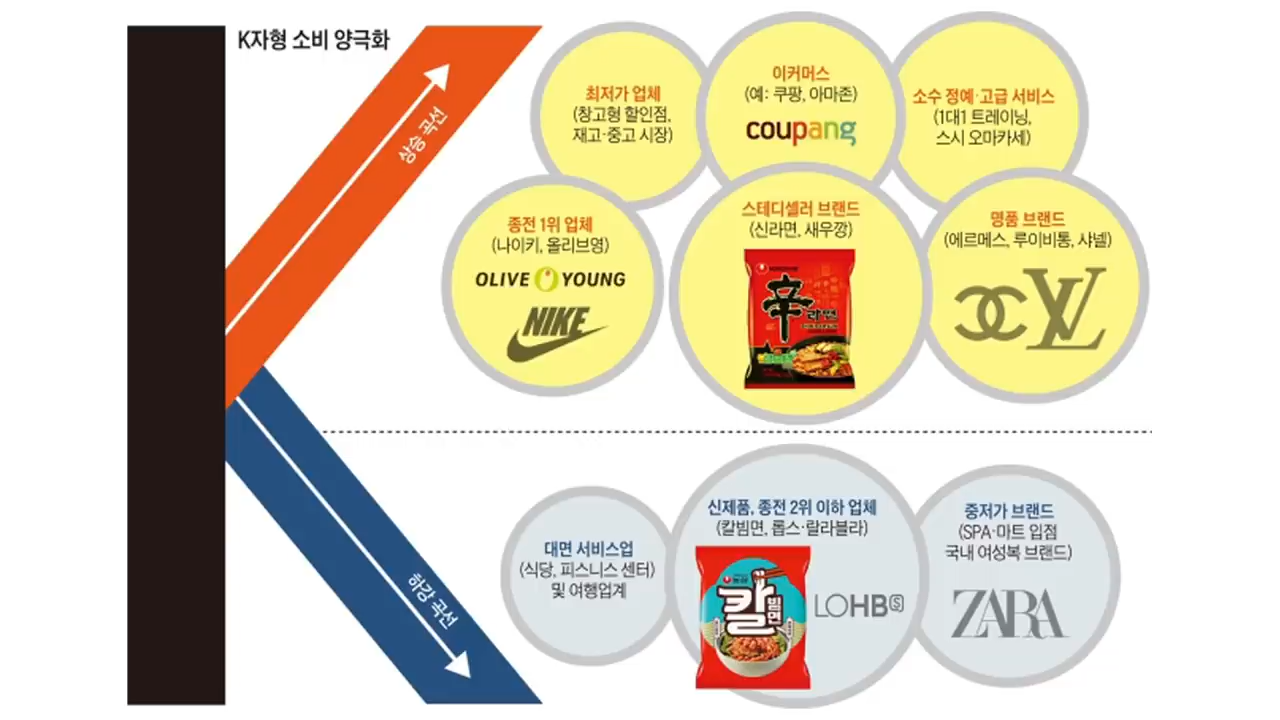 K자형 소비 양극화
상승 곡선
최저가 업체
(창고형 할인점,
재고·중고 시장)
이커머스
(예: 쿠팡, 아마존)
coupang
소수 정예·고급 서비스
(1대1 트레이닝,
스시 오마카세)
종전 1위 업체
(나이키, 올리브영)
OLIVE YOUNG
NIKE
스테디셀러 브랜드
(신라면, 새우깡)
辛라면
명품 브랜드
(에르메스, 루이비통, 샤넬)
LV
하강 곡선
대면 서비스업
(식당, 피스니스 센터)
및 여행업계
신제품, 종전 2위 이하 업체
(칼빔면, 롭스·랄라블라)
농심
칼빔면
LOHBS
중저가 브랜드
(SPA·마트 입점
국내 여성복 브랜드)
ZARA